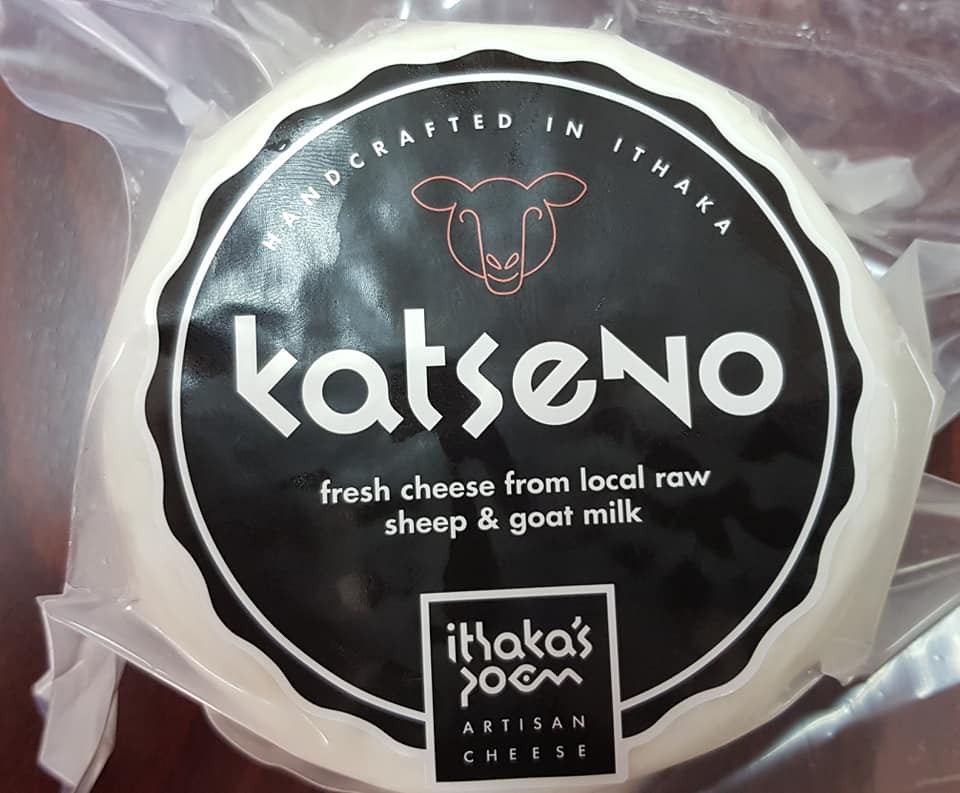 HANDCRAFTED IN ITHAKA
katseno
fresh cheese from local raw
sheep & goat milk
ithaka's
poem
ARTISAN
CHEESE